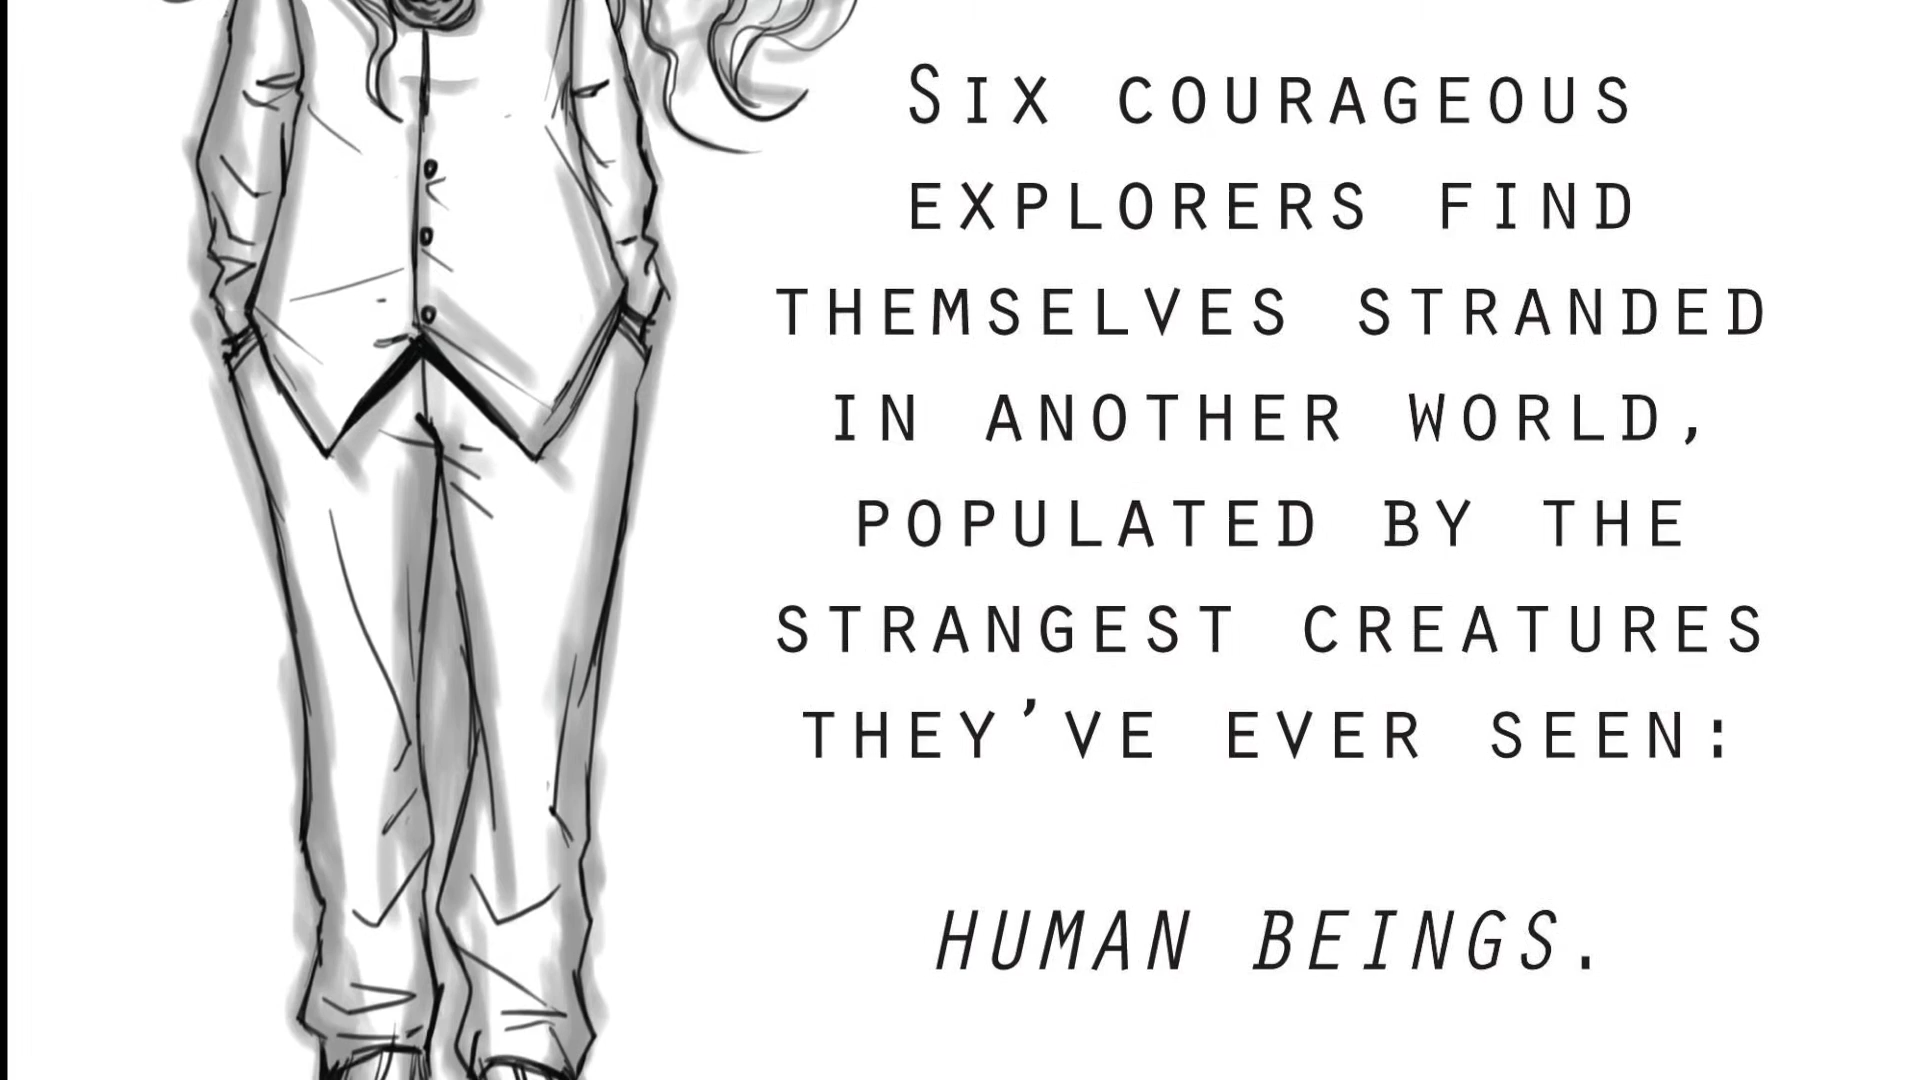 Six courageous
explorers find
themselves stranded
in another world,
populated by the
strangest creatures
they’ve ever seen:
human beings.